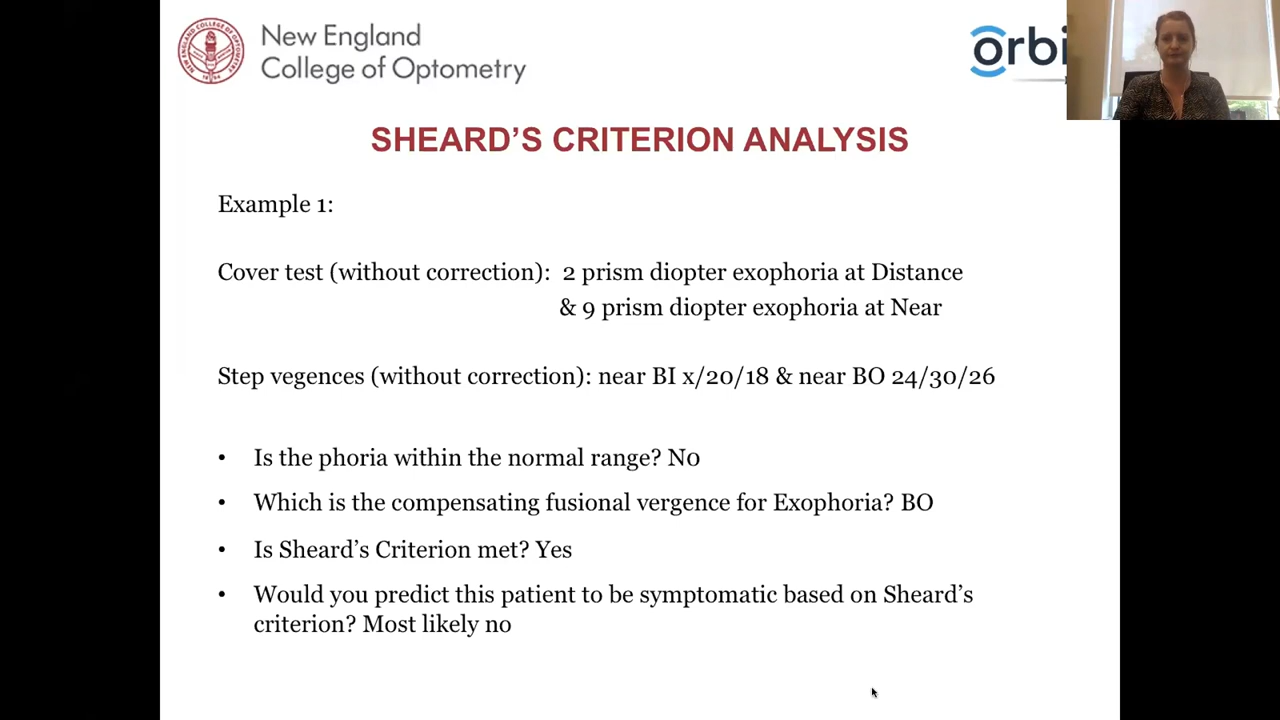 New England
College of Optometry
orbi
SHEARD'S CRITERION ANALYSIS
Example 1:
Cover test (without correction): 2 prism diopter exophoria at Distance
& 9 prism diopter exophoria at Near
Step vegences (without correction): near BI x/20/18 & near BO 24/30/26
• Is the phoria within the normal range? No
• Which is the compensating fusional vergence for Exophoria? BO
• Is Sheard's Criterion met? Yes
• Would you predict this patient to be symptomatic based on Sheard's
criterion? Most likely no